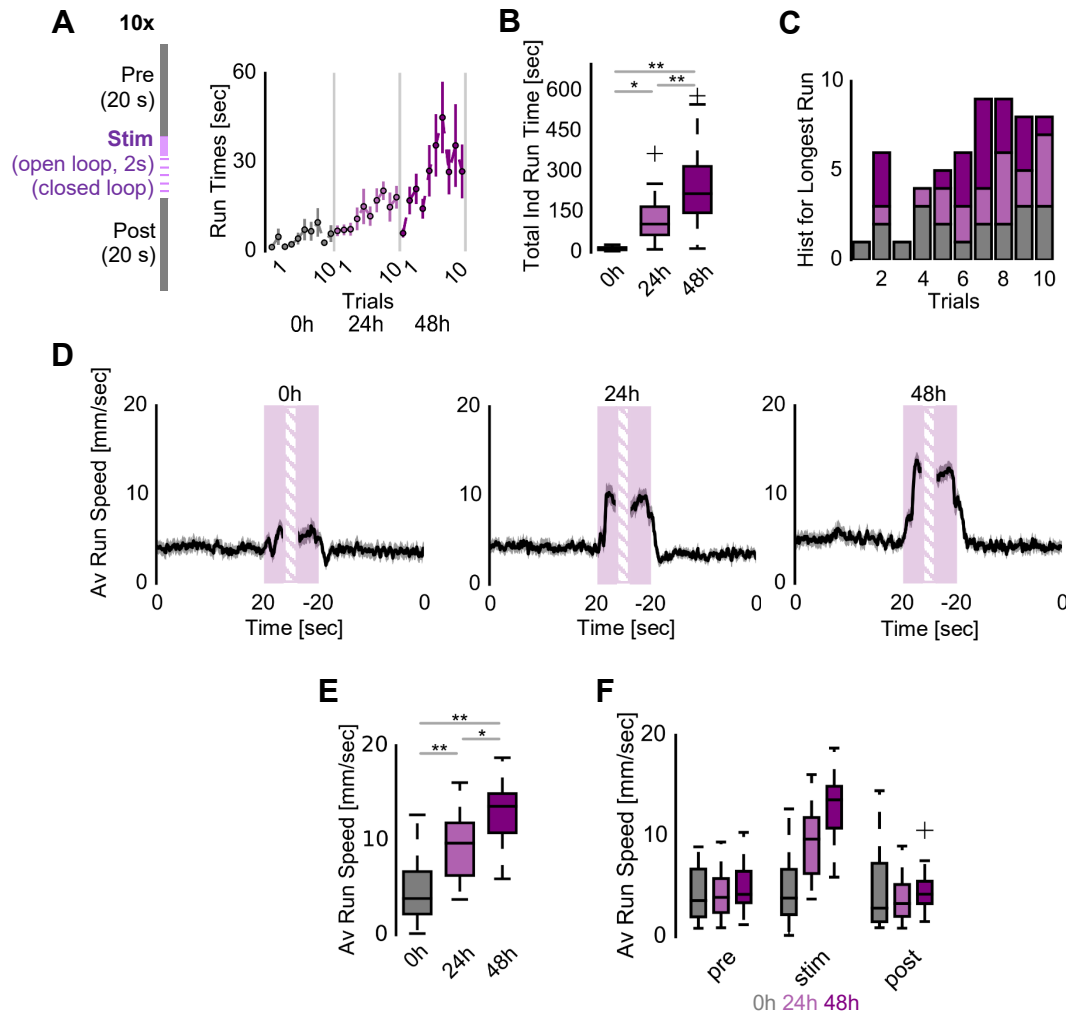 A
10x
Pre
(20 s)
Stim
(open loop, 2s)
(closed loop)
Post
(20 s)
Run Times [sec]
60
30
0
1
10
1
10
1
10
Trials
0h
24h
48h
B
Total Ind Run Time [sec]
600
450
300
150
0
**
*
**
0h
24h
48h
C
Hist for Longest Run
10
5
0
2
4
6
8
10
Trials
D
Av Run Speed [mm/sec]
0h
20
10
0
0
20
-20
0
Time [sec]
24h
20
10
0
0
20
-20
0
Time [sec]
48h
20
10
0
0
20
-20
0
Time [sec]
E
Av Run Speed [mm/sec]
20
10
0
**
**
*
0h
24h
48h
F
Av Run Speed [mm/sec]
20
10
0
pre
stim
post
0h 24h 48h